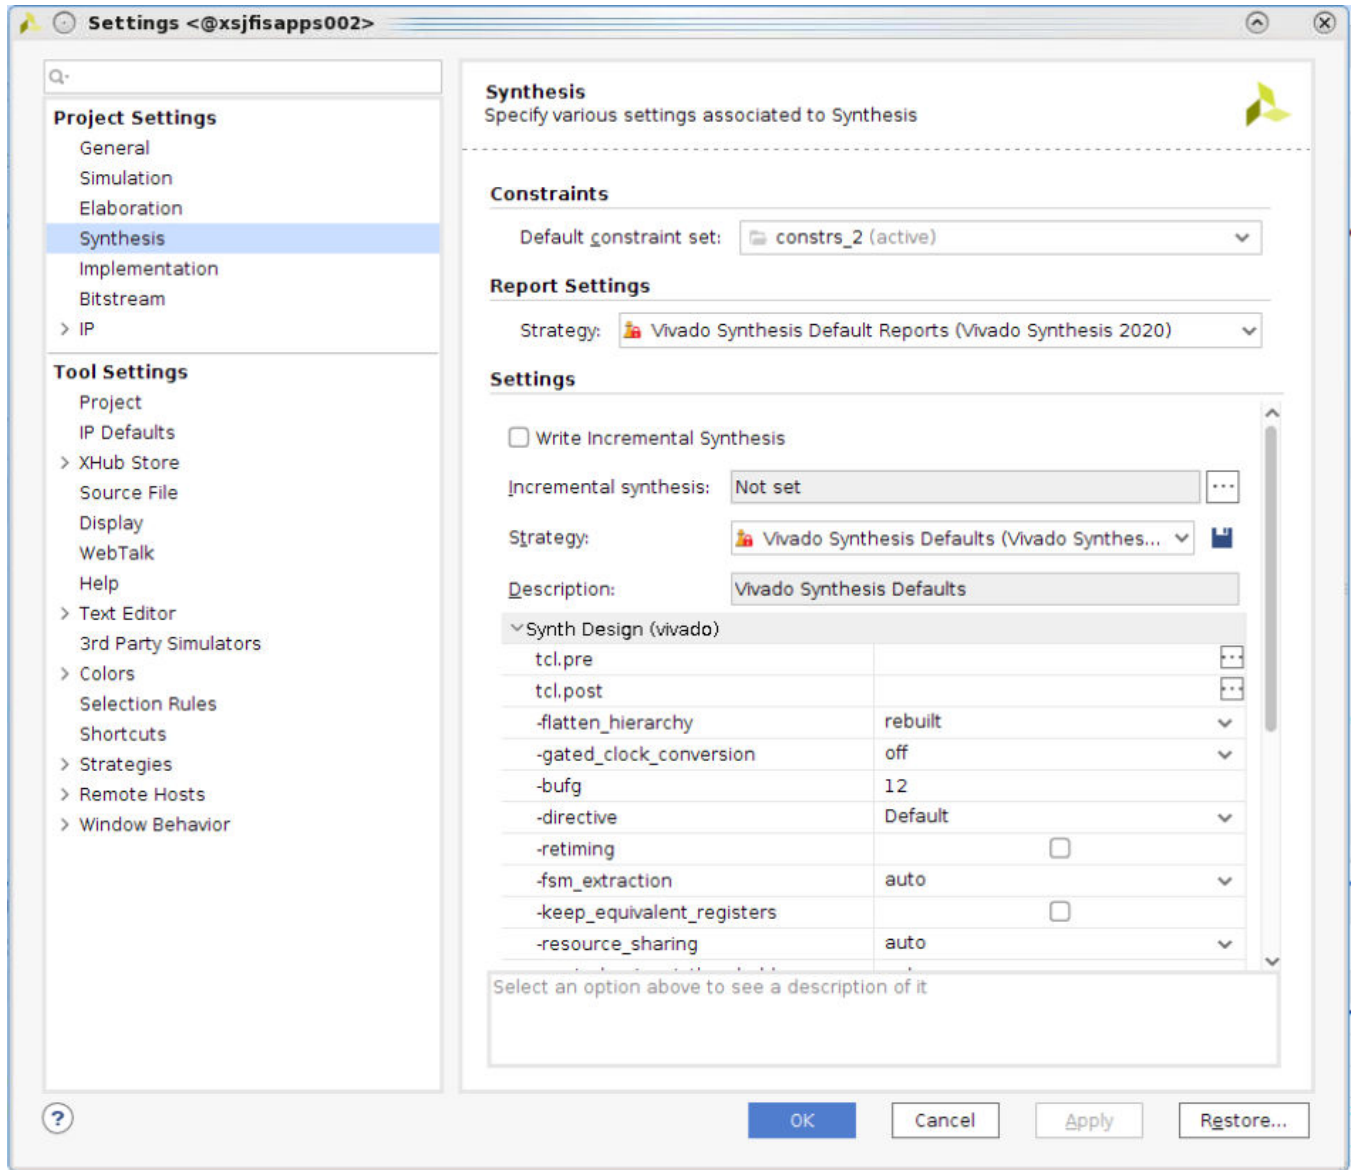 Settings <@xsjfisapps002>
Project Settings
General
Simulation
Elaboration
Synthesis
Implementation
Bitstream
IP
Tool Settings
Project
IP Defaults
XHub Store
Source File
Display
WebTalk
Help
Text Editor
3rd Party Simulators
Colors
Selection Rules
Shortcuts
Strategies
Remote Hosts
Window Behavior
Synthesis
Specify various settings associated to Synthesis
Constraints
Default constraint set: constrs_2 (active)
Report Settings
Strategy: Vivado Synthesis Default Reports (Vivado Synthesis 2020)
Settings
Write Incremental Synthesis
Incremental synthesis: Not set ...
Strategy: Vivado Synthesis Defaults (Vivado Synthes...
Description: Vivado Synthesis Defaults
Synth Design (vivado)
tcl.pre ...
tcl.post ...
-flatten_hierarchy rebuilt
-gated_clock_conversion off
-bufg 12
-directive Default
-retiming
-fsm_extraction auto
-keep_equivalent_registers
-resource_sharing auto
Select an option above to see a description of it
? OK Cancel Apply Restore...